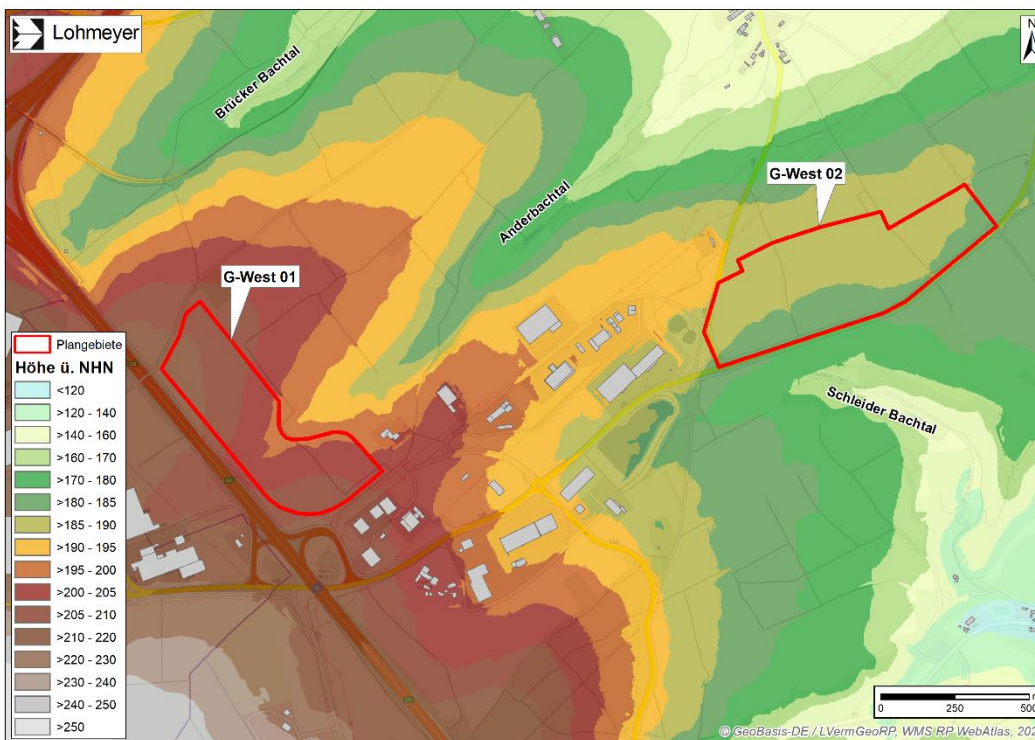 Lohmeyer
N
Brücker Bachtal
Anderbachtal
G-West 02
G-West 01
Schleider Bachtal
Plangebiete
Höhe ü. NHN
<120
>120 - 140
>140 - 160
>160 - 170
>170 - 180
>180 - 185
>185 - 190
>190 - 195
>195 - 200
>200 - 205
>205 - 210
>210 - 220
>220 - 230
>230 - 240
>240 - 250
>250
0 250 500
© GeoBasis-DE / LVermGeoRP, WMS RP WebAtlas, 20